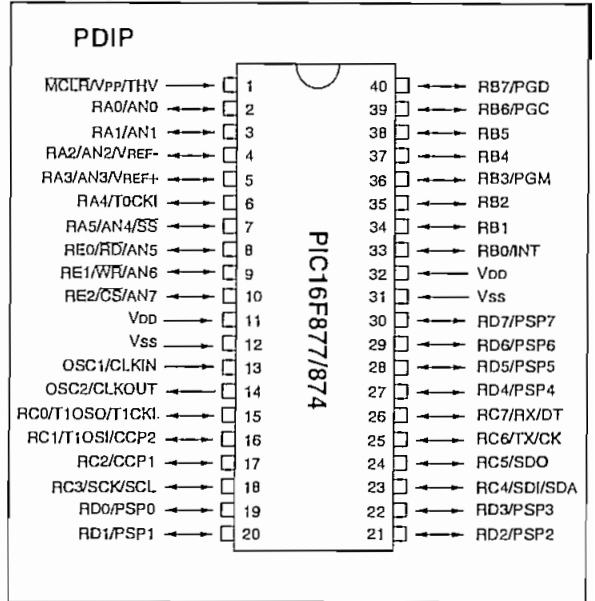 PDIP
MCLR/VPP/THV 1
RA0/AN0 2
RA1/AN1 3
RA2/AN2/VREF- 4
RA3/AN3/VREF+ 5
RA4/T0CKI 6
RA5/AN4/SS 7
RE0/RD/AN5 8
RE1/WR/AN6 9
RE2/CS/AN7 10
VDD 11
VSS 12
OSC1/CLKIN 13
OSC2/CLKOUT 14
RC0/T1OSO/T1CKI 15
RC1/T1OSI/CCP2 16
RC2/CCP1 17
RC3/SCK/SCL 18
RD0/PSP0 19
RD1/PSP1 20
PIC16F877/874
40 RB7/PGD
39 RB6/PGC
38 RB5
37 RB4
36 RB3/PGM
35 RB2
34 RB1
33 RB0/INT
32 VDD
31 VSS
30 RD7/PSP7
29 RD6/PSP6
28 RD5/PSP5
27 RD4/PSP4
26 RC7/RX/DT
25 RC6/TX/CK
24 RC5/SDO
23 RC4/SDI/SDA
22 RD3/PSP3
21 RD2/PSP2